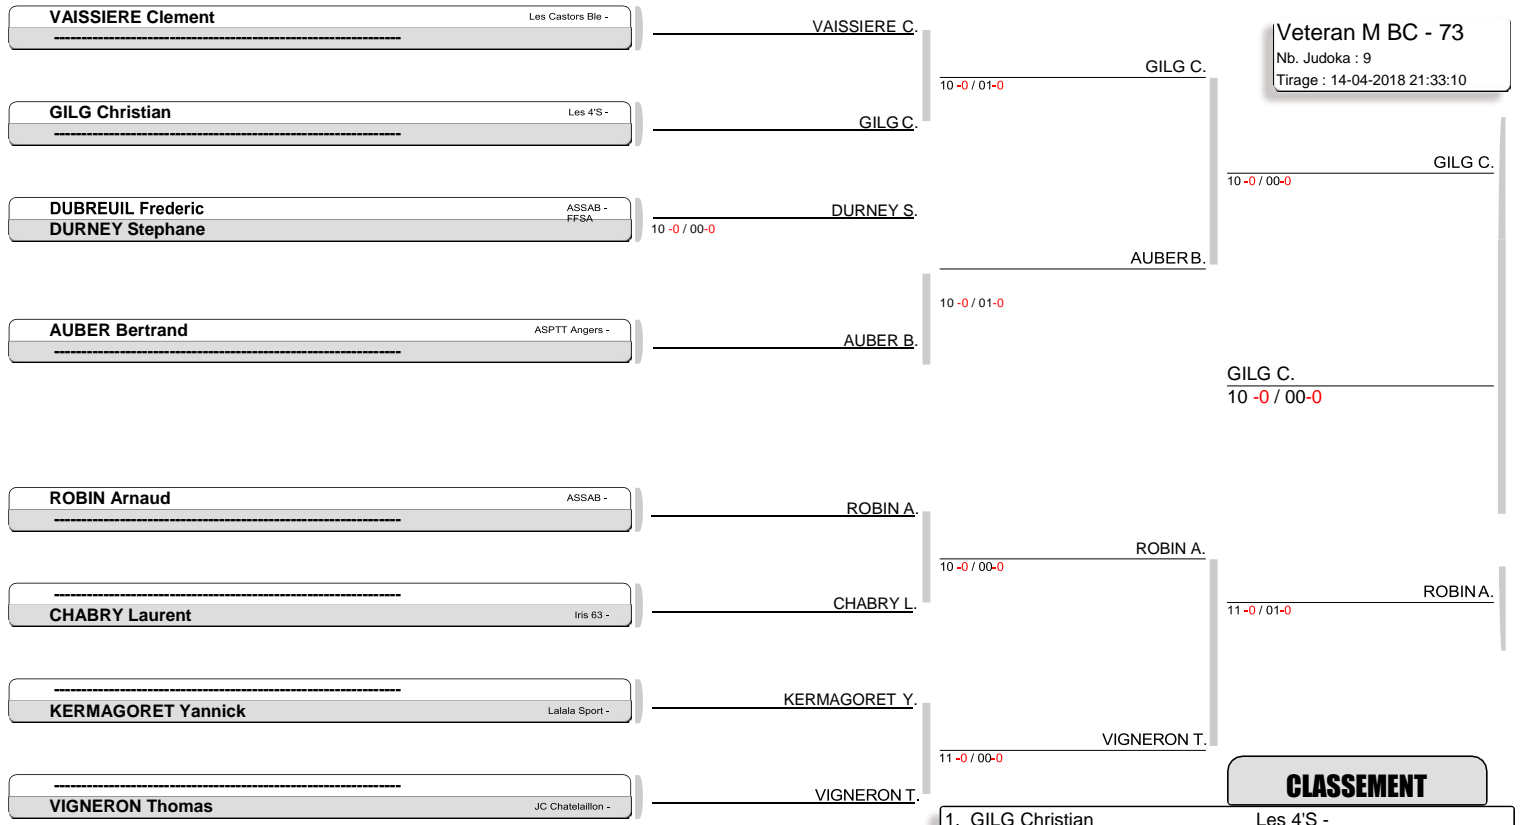 VAISSIERE Clement Les Castors Ble -
------------------------------------------------------------------
GILG Christian Les 4'S -
------------------------------------------------------------------
DUBREUIL Frederic ASSAB -
DURNEY Stephane FFSA
AUBER Bertrand ASPTT Angers -
------------------------------------------------------------------
ROBIN Arnaud ASSAB -
------------------------------------------------------------------
------------------------------------------------------------------
CHABRY Laurent Iris 63 -
------------------------------------------------------------------
KERMAGORET Yannick Lalala Sport -
------------------------------------------------------------------
VIGNERON Thomas JC Chatelaillon -
VAISSIERE C.
GILG C.
DURNEY S.
10 -0 / 00-0
AUBER B.
ROBIN A.
CHABRY L.
KERMAGORET Y.
VIGNERON T.
GILG C.
10 -0 / 01-0
AUBER B.
10 -0 / 01-0
ROBIN A.
10 -0 / 00-0
VIGNERON T.
11 -0 / 00-0
Veteran M BC - 73
Nb. Judoka : 9
Tirage : 14-04-2018 21:33:10
GILG C.
10 -0 / 00-0
GILG C.
10 -0 / 00-0
ROBIN A.
11 -0 / 01-0
CLASSEMENT
1. GILG Christian Les 4'S -